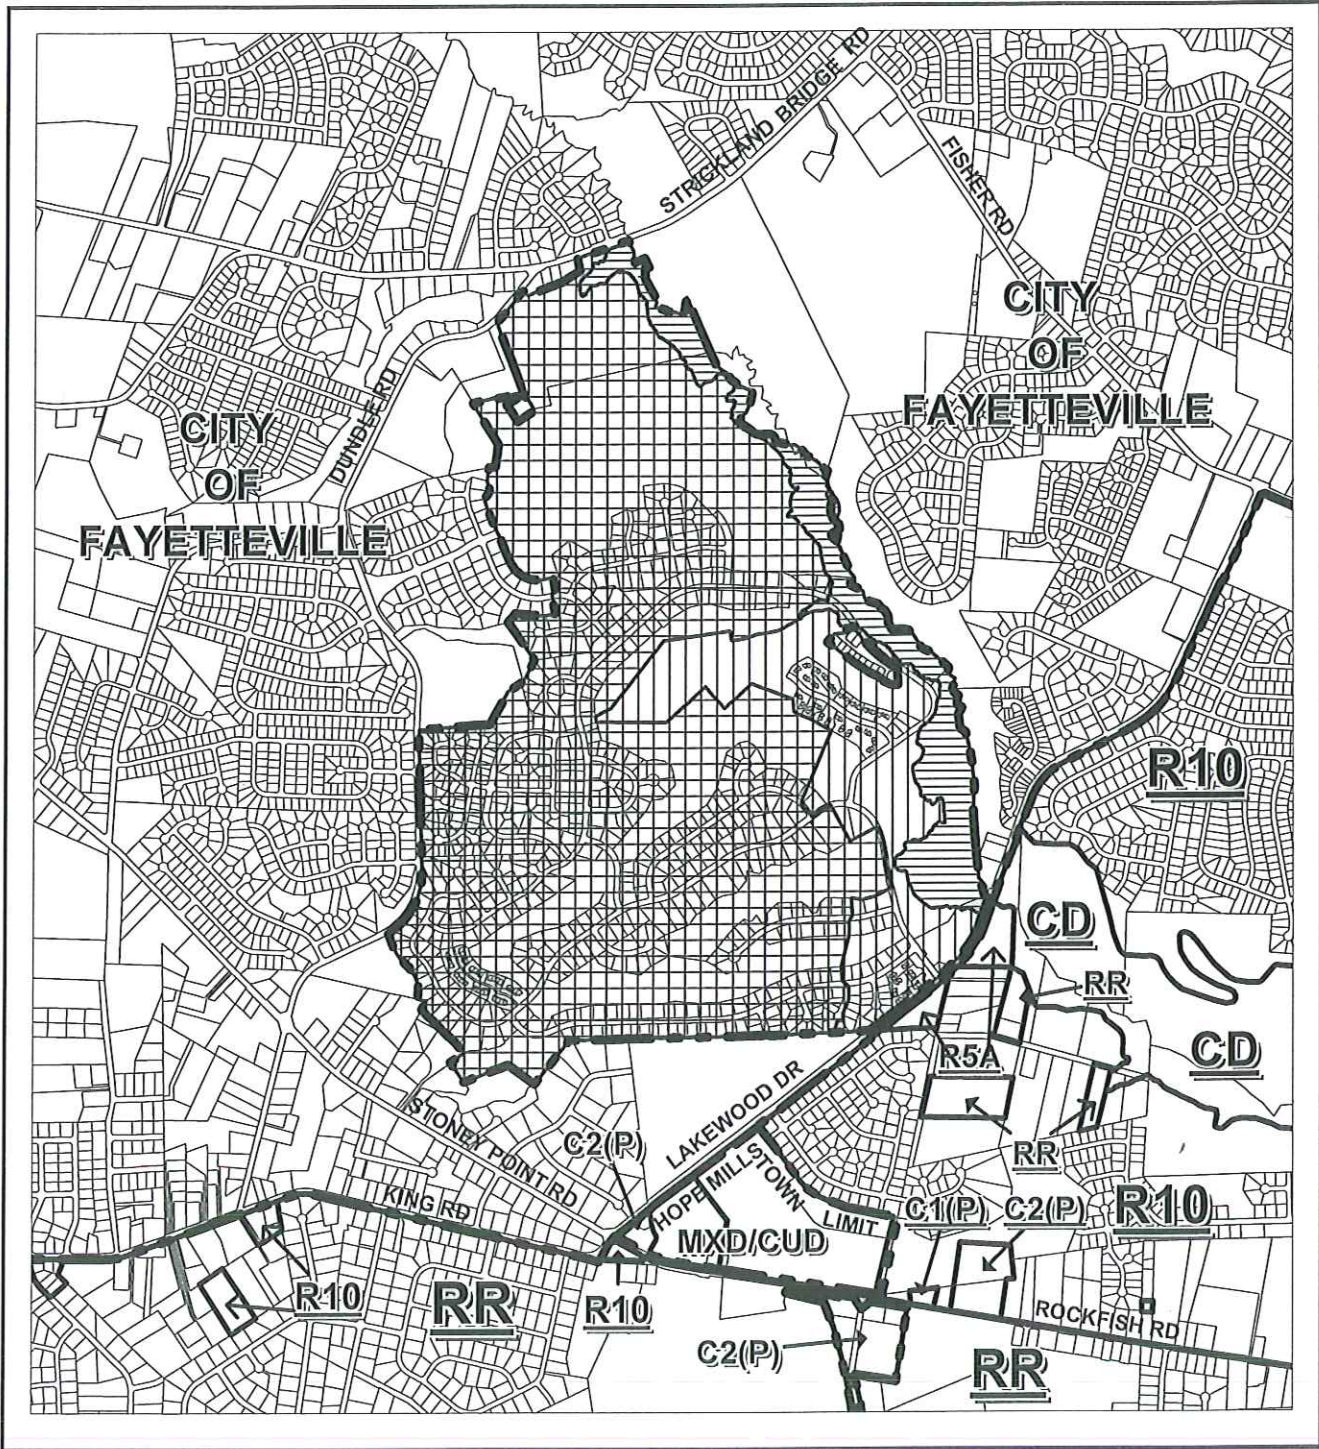 STRICKLAND BRIDGE RD
FISHER RD
CITY
OF
FAYETTEVILLE
DUNDLE RD
CITY
OF
FAYETTEVILLE
R10
CD
RR
CD
R5A
LAKEWOOD DR
STONEY POINT RD
C2(P)
RR
KING RD
HOPE MILLS TOWN
LIMIT
C1(P)
C2(P)
R10
MXD/CUD
R10
RR
R10
ROCKFISH RD
C2(P)
RR